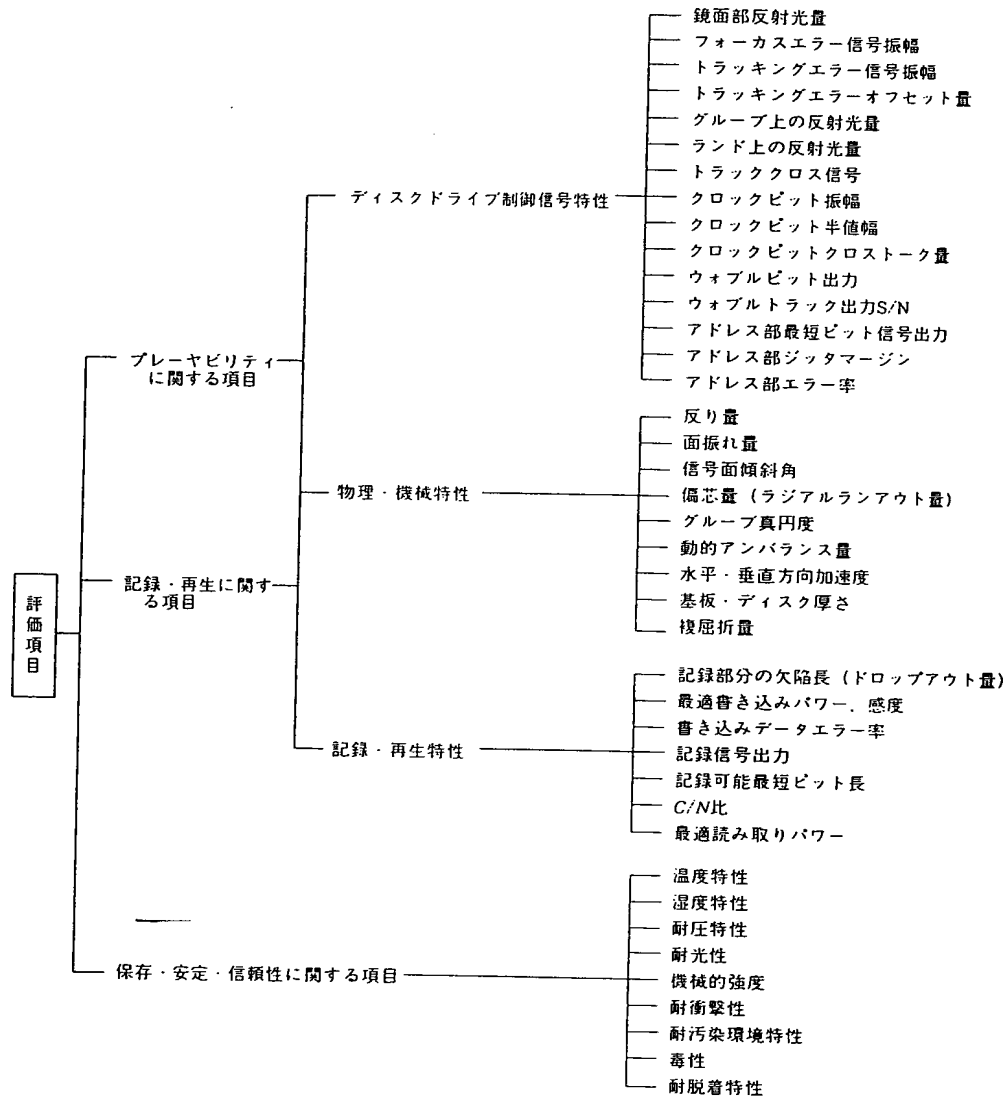 評価項目
プレーヤビリティ
に関する項目
記録・再生に関す
る項目
保存・安定・信頼性に関する項目
ディスクドライブ制御信号特性
物理・機械特性
記録・再生特性
鏡面部反射光量
フォーカスエラー信号振幅
トラッキングエラー信号振幅
トラッキングエラーオフセット量
グルーブ上の反射光量
ランド上の反射光量
トラッククロス信号
クロックピット振幅
クロックピット半値幅
クロックピットクロストーク量
ウォブルピット出力
ウォブルトラック出力S/N
アドレス部最短ピット信号出力
アドレス部ジッタマージン
アドレス部エラー率
反り量
面振れ量
信号面傾斜角
偏芯量（ラジアルランアウト量）
グルーブ真円度
動的アンバランス量
水平・垂直方向加速度
基板・ディスク厚さ
複屈折量
記録部分の欠陥長（ドロップアウト量）
最適書き込みパワー、感度
書き込みデータエラー率
記録信号出力
記録可能最短ピット長
C/N比
最適読み取りパワー
温度特性
湿度特性
耐圧特性
耐光性
機械的強度
耐衝撃性
耐汚染環境特性
毒性
耐脱着特性